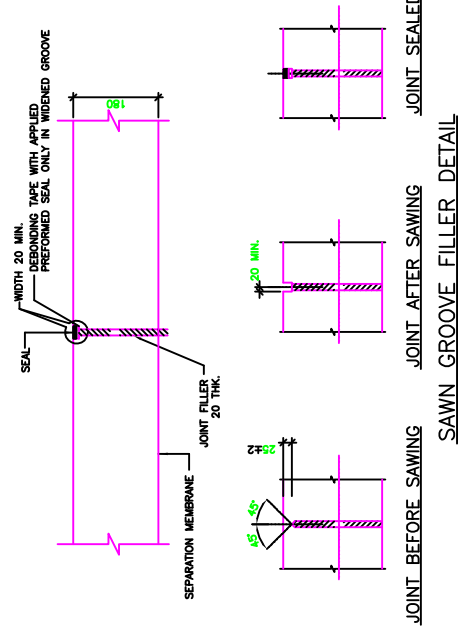 WIDTH 20 MIN.
DEBONDING TAPE WITH APPLIED
PREFORMED SEAL ONLY IN WIDENED GROOVE
SEAL
180
JOINT FILLER
20 THK.
SEPARATION MEMBRANE
45°
45°
25±2
20 MIN.
JOINT BEFORE SAWING
JOINT AFTER SAWING
JOINT SEALED
SAWN GROOVE FILLER DETAIL